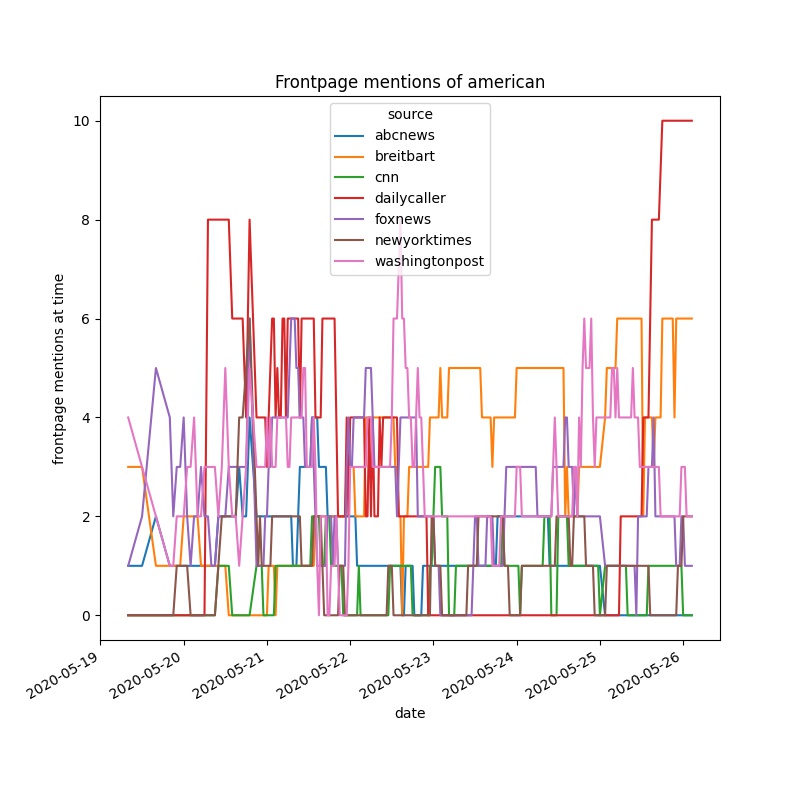 Frontpage mentions of american
source
abcnews
breitbart
cnn
dailycaller
foxnews
newyorktimes
washingtonpost
10
8
6
4
2
0
frontpage mentions at time
2020-05-19
2020-05-20
2020-05-21
2020-05-22
2020-05-23
2020-05-24
2020-05-25
2020-05-26
date